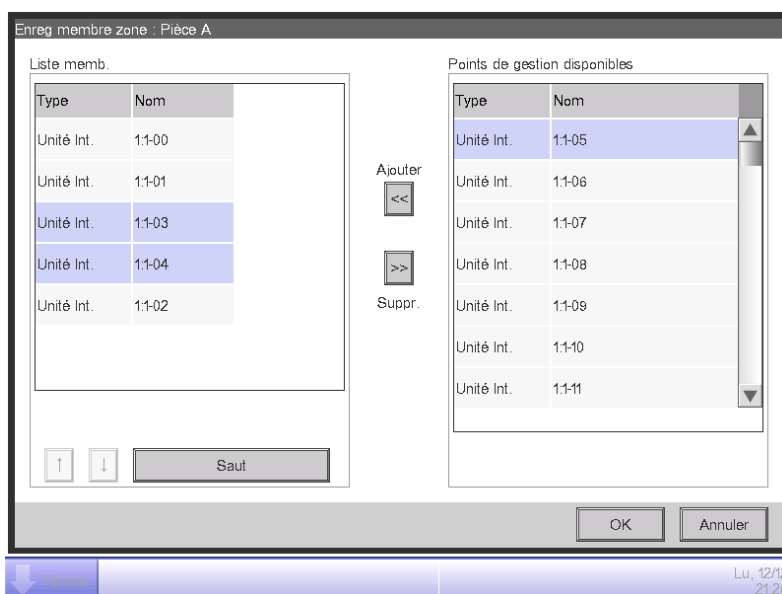 Enreg membre zone : Pièce A
Liste memb.
Type Nom
Unité Int. 1:1-00
Unité Int. 1:1-01
Unité Int. 1:1-03
Unité Int. 1:1-04
Unité Int. 1:1-02
↑ ↓ Saut
Ajouter
<<
>>
Suppr.
Points de gestion disponibles
Type Nom
Unité Int. 1:1-05
Unité Int. 1:1-06
Unité Int. 1:1-07
Unité Int. 1:1-08
Unité Int. 1:1-09
Unité Int. 1:1-10
Unité Int. 1:1-11
OK Annuler
Lu, 12/12